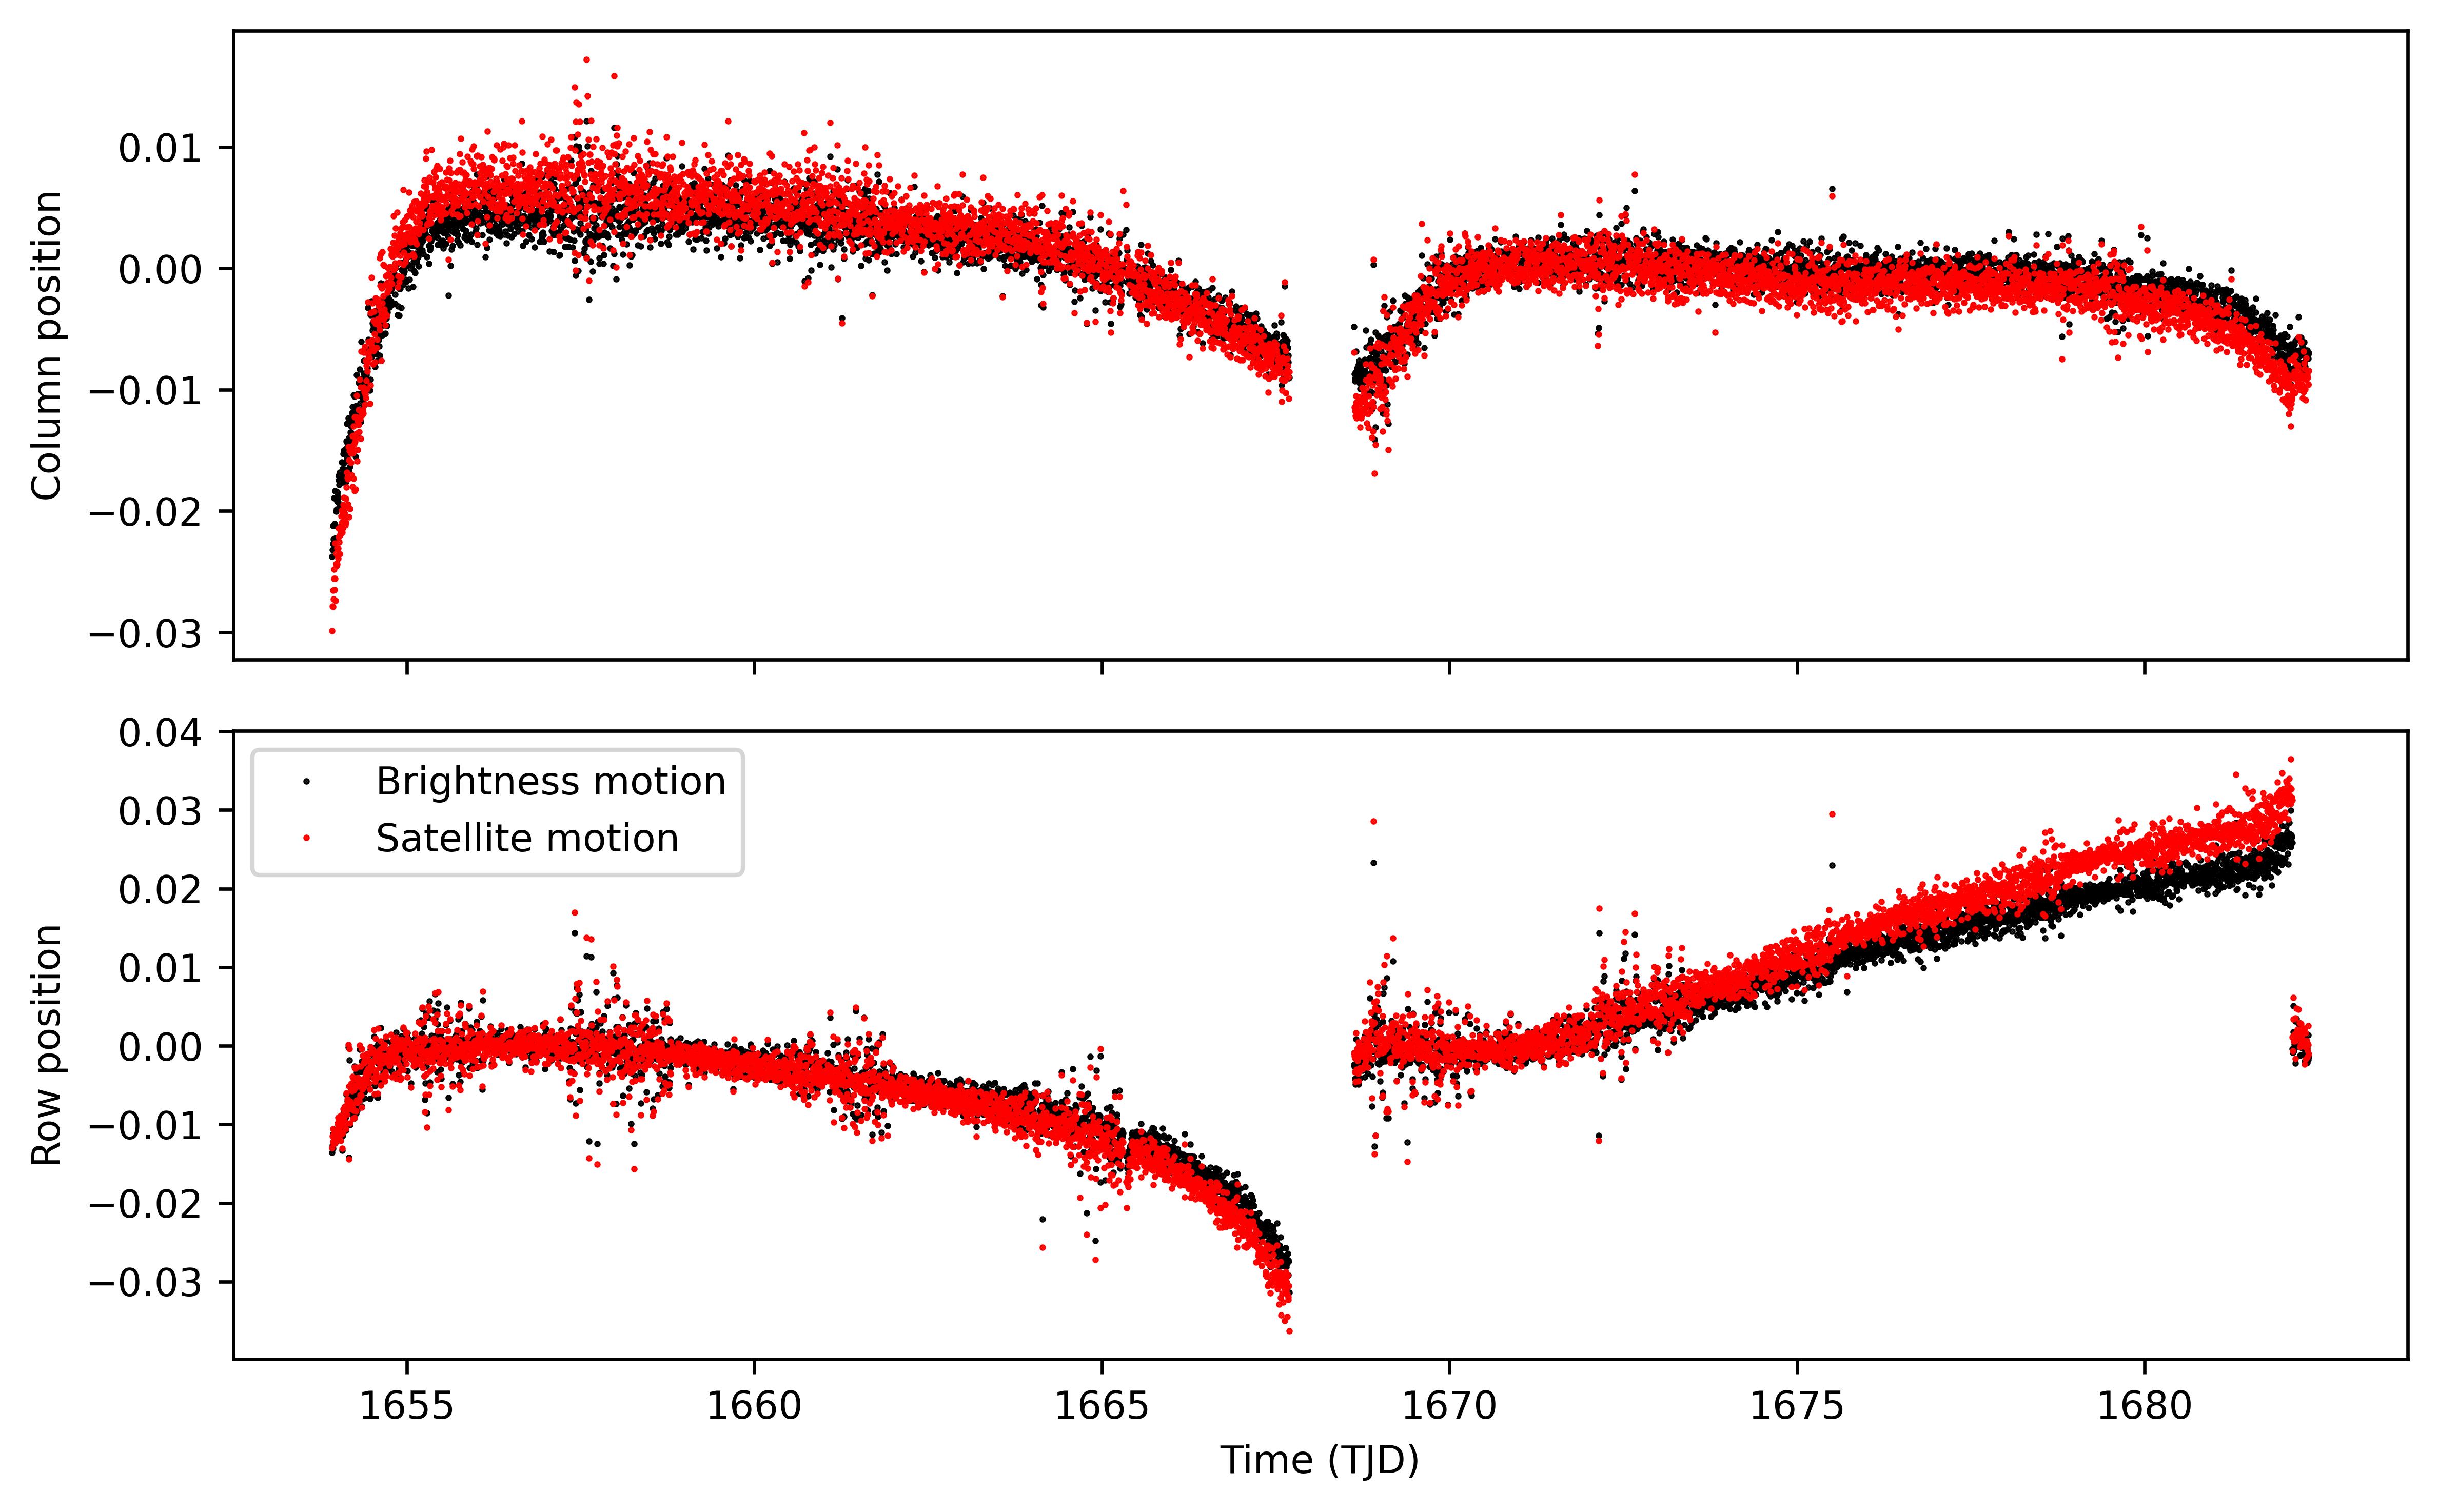 0.01
0.00
−0.01
−0.02
−0.03
Column position
0.04
0.03
0.02
0.01
0.00
−0.01
−0.02
−0.03
Row position
Brightness motion
Satellite motion
1655 1660 1665 1670 1675 1680
Time (TJD)